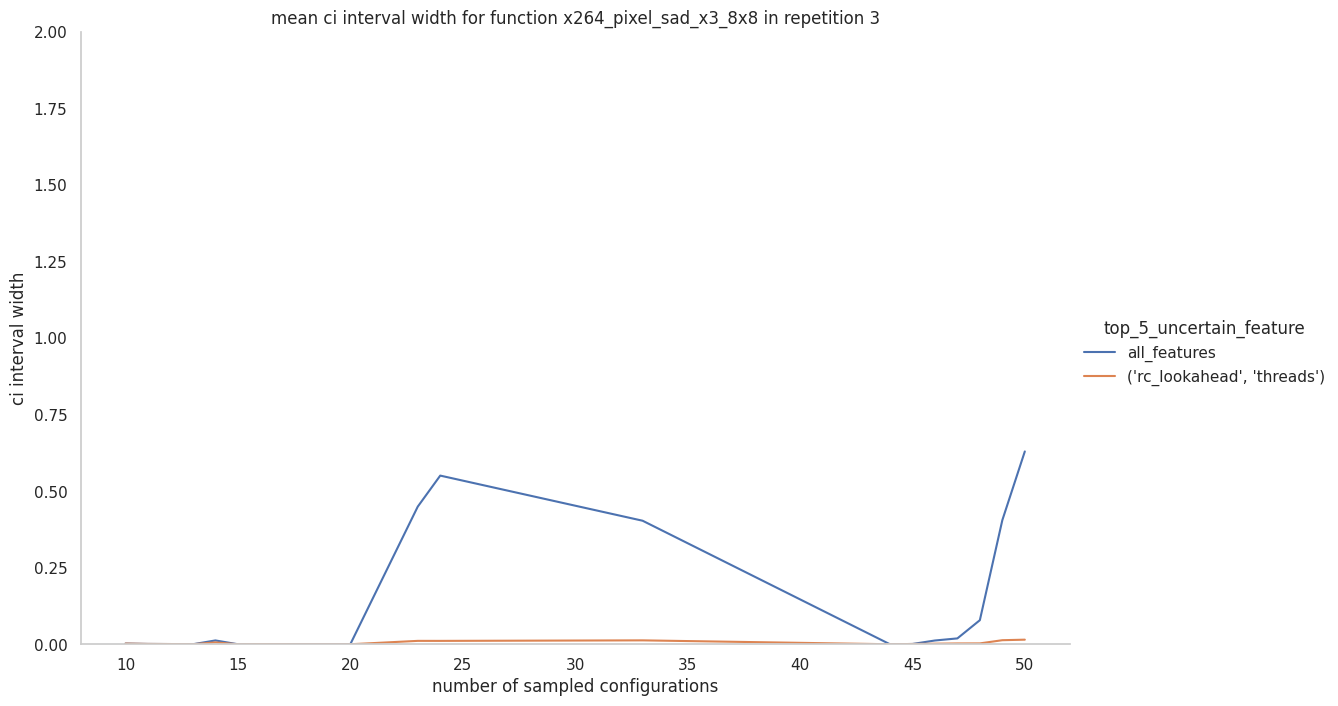 mean ci interval width for function x264_pixel_sad_x3_8x8 in repetition 3
2.00
1.75
1.50
1.25
1.00
0.75
0.50
0.25
0.00
ci interval width
10 15 20 25 30 35 40 45 50
number of sampled configurations
top_5_uncertain_feature
all_features
('rc_lookahead', 'threads')